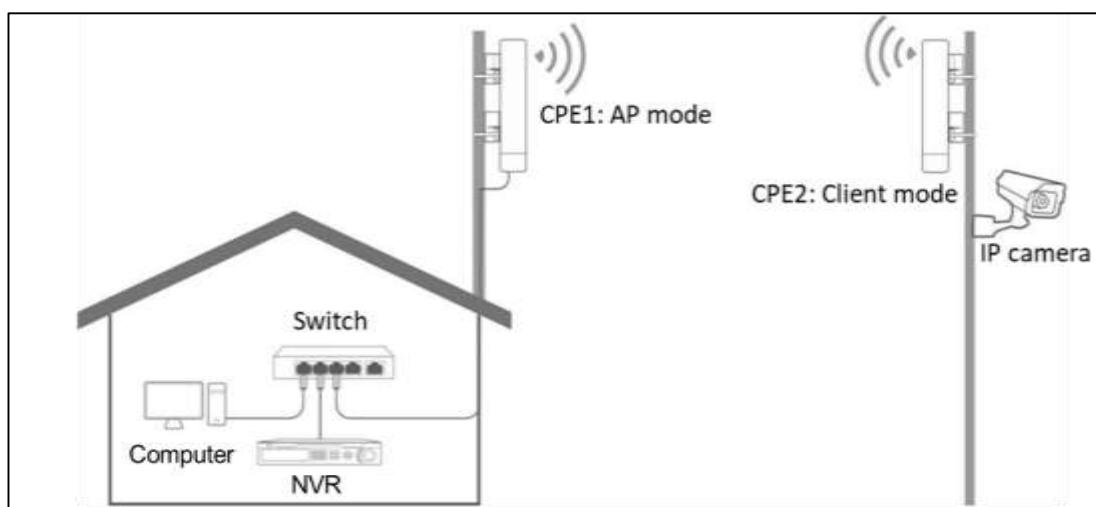 CPE1: AP mode
CPE2: Client mode
IP camera
Switch
Computer
NVR